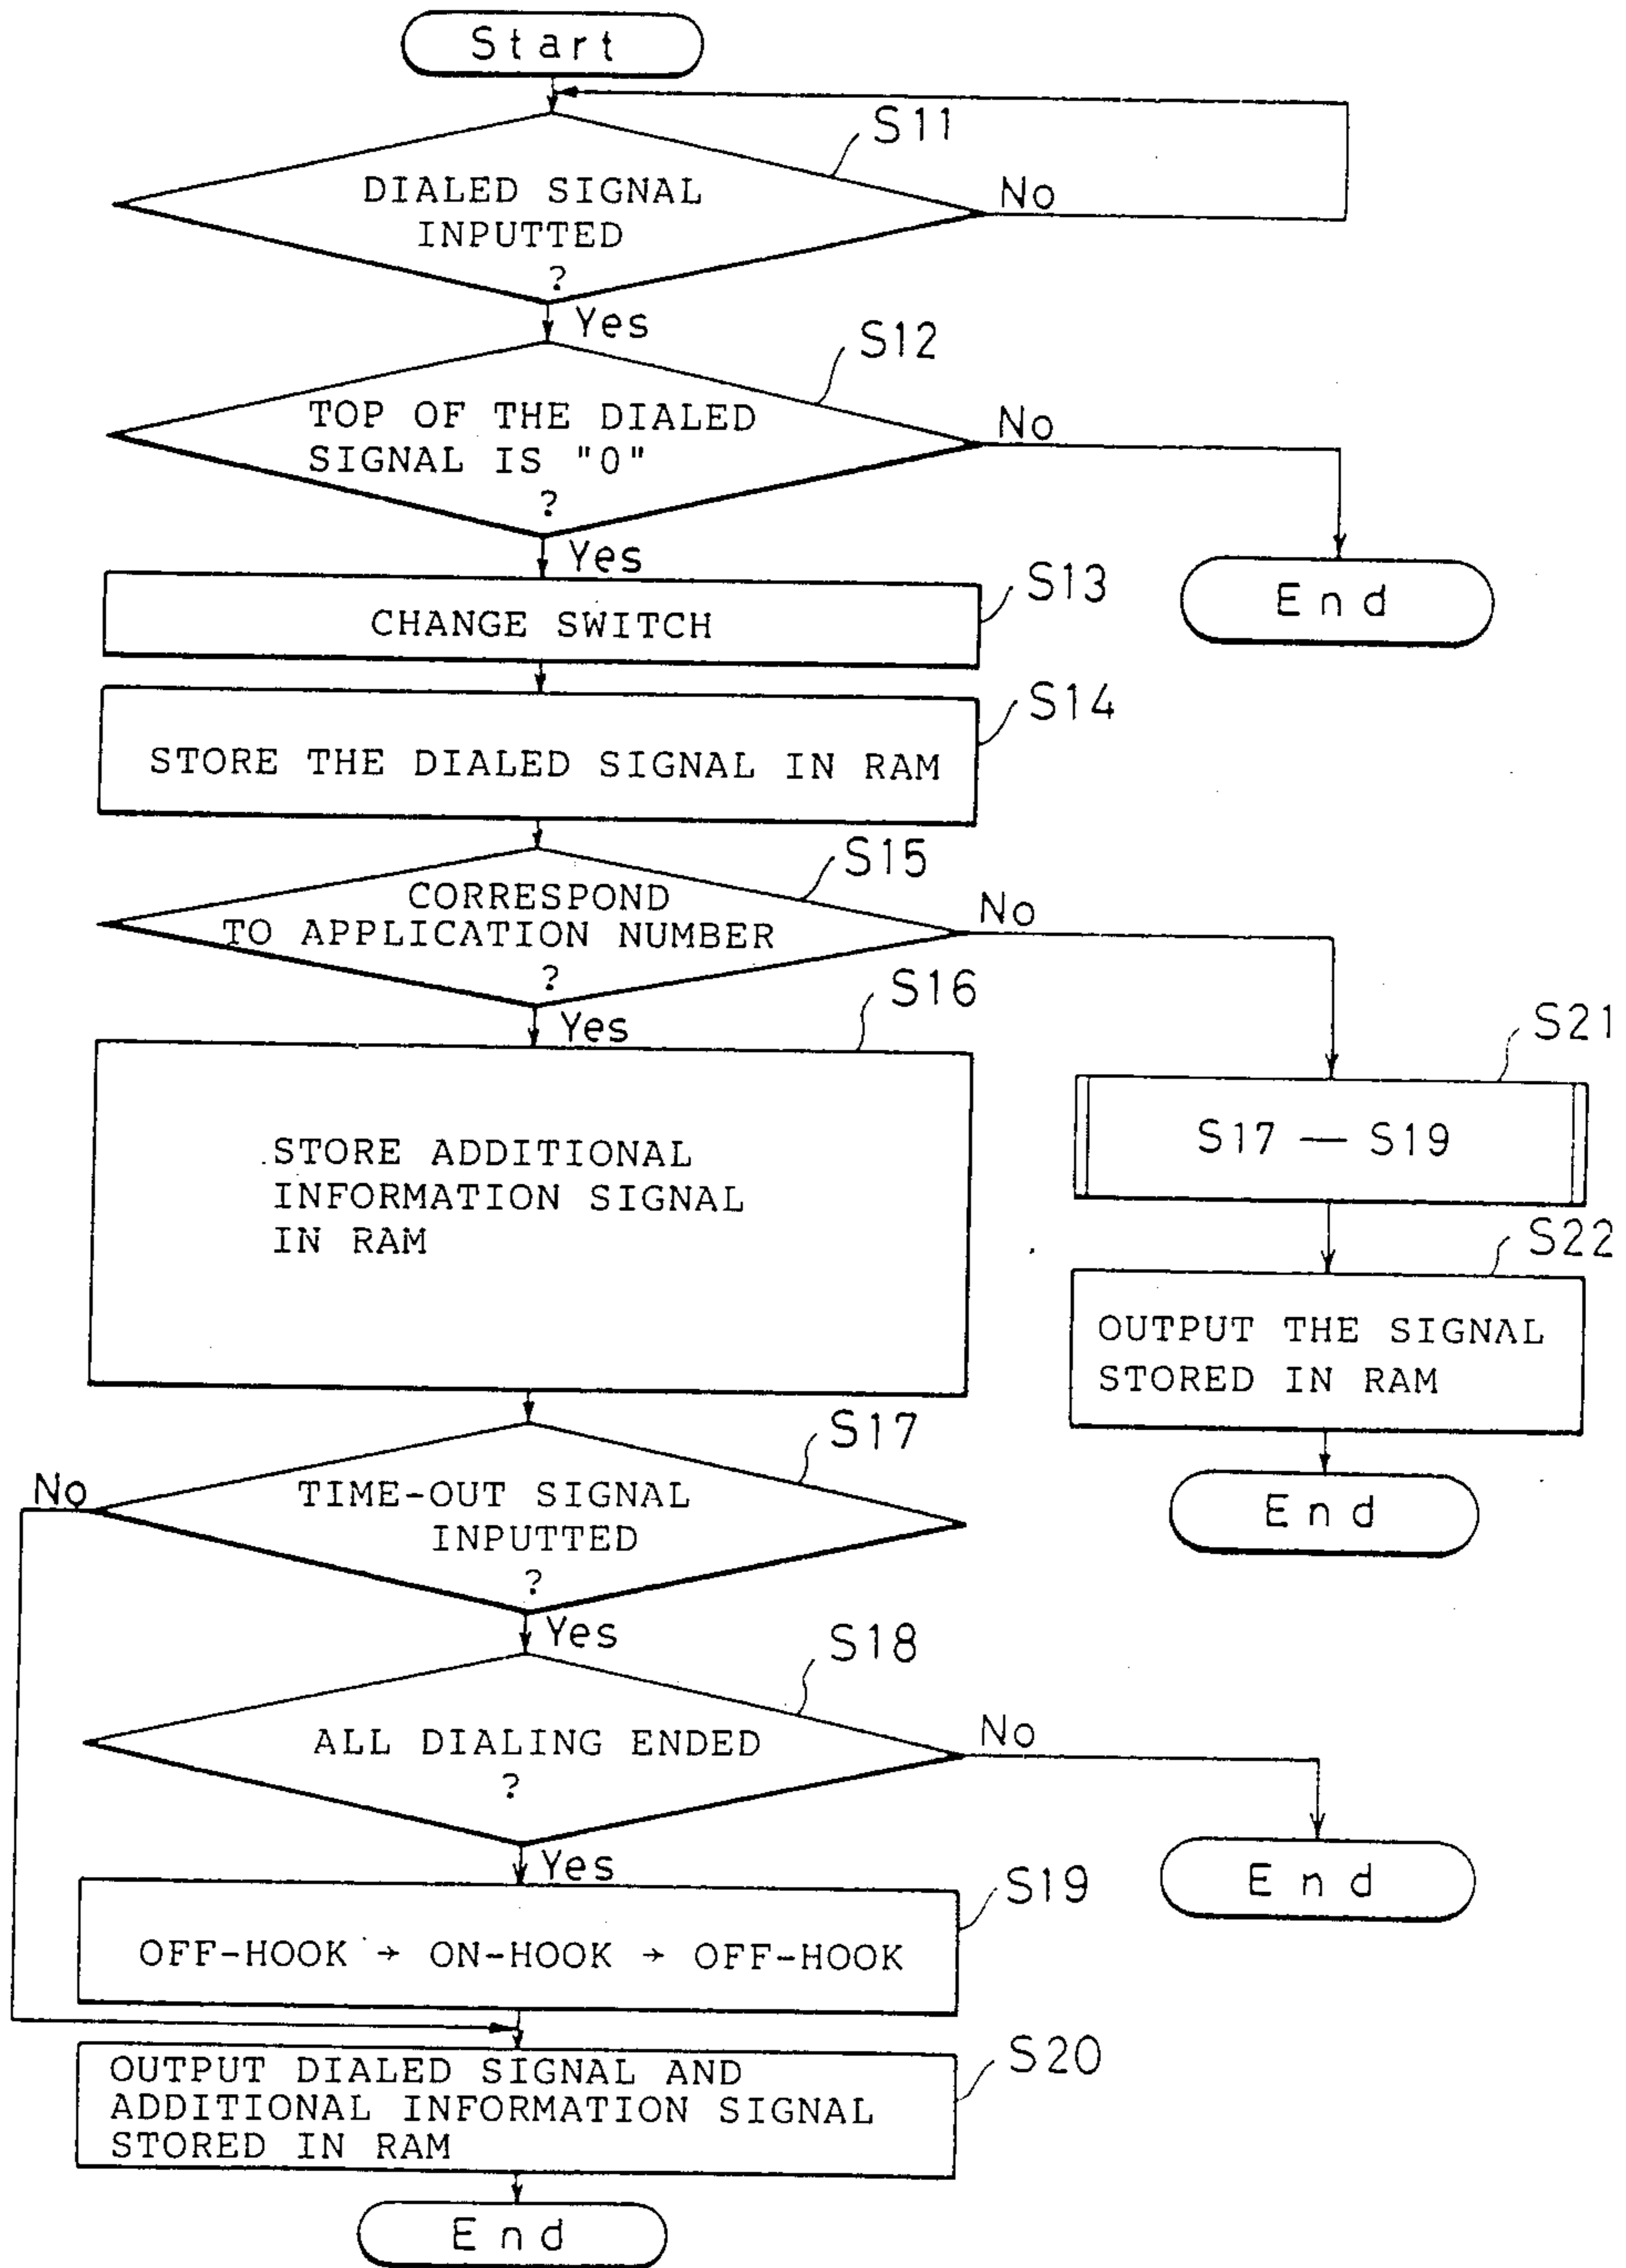 Start
S11
DIALED SIGNAL
INPUTTED
?
No
Yes
S12
TOP OF THE DIALED
SIGNAL IS "0"
?
No
Yes
End
S13
CHANGE SWITCH
S14
STORE THE DIALED SIGNAL IN RAM
S15
CORRESPOND
TO APPLICATION NUMBER
?
No
Yes
S16
STORE ADDITIONAL
INFORMATION SIGNAL
IN RAM
S21
S17 — S19
S22
OUTPUT THE SIGNAL
STORED IN RAM
End
S17
No
TIME-OUT SIGNAL
INPUTTED
?
Yes
S18
ALL DIALING ENDED
?
No
Yes
End
S19
OFF-HOOK → ON-HOOK → OFF-HOOK
S20
OUTPUT DIALED SIGNAL AND
ADDITIONAL INFORMATION SIGNAL
STORED IN RAM
End